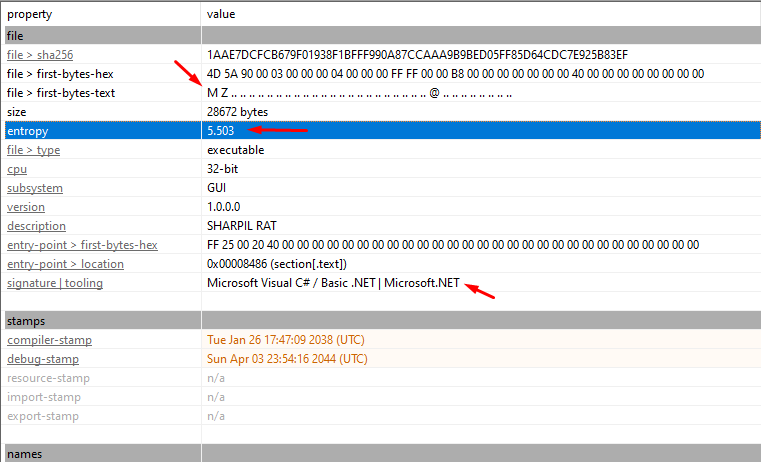 property value
file
file > sha256 1AAE7DCFCB679F01938F1BFFF990A87CCAAA9B9BED05FF85D64CDC7E925B83EF
file > first-bytes-hex 4D 5A 90 00 03 00 00 00 04 00 00 00 FF FF 00 00 B8 00 00 00 00 00 00 00 40 00 00 00 00 00 00 00 00 00
file > first-bytes-text M Z .. .. .. .. .. .. .. .. .. .. .. .. .. .. .. .. .. .. .. .. .. .. @ .. .. .. .. .. .. ..
size 28672 bytes
entropy 5.503
file > type executable
cpu 32-bit
subsystem GUI
version 1.0.0.0
description SHARPIL RAT
entry-point > first-bytes-hex FF 25 00 20 40 00 00 00 00 00 00 00 00 00 00 00 00 00 00 00 00 00 00 00 00 00 00 00 00 00 00 00 00
entry-point > location 0x00008486 (section[.text])
signature | tooling Microsoft Visual C# / Basic .NET | Microsoft.NET
stamps
compiler-stamp Tue Jan 26 17:47:09 2038 (UTC)
debug-stamp Sun Apr 03 23:54:16 2044 (UTC)
resource-stamp n/a
import-stamp n/a
export-stamp n/a
names